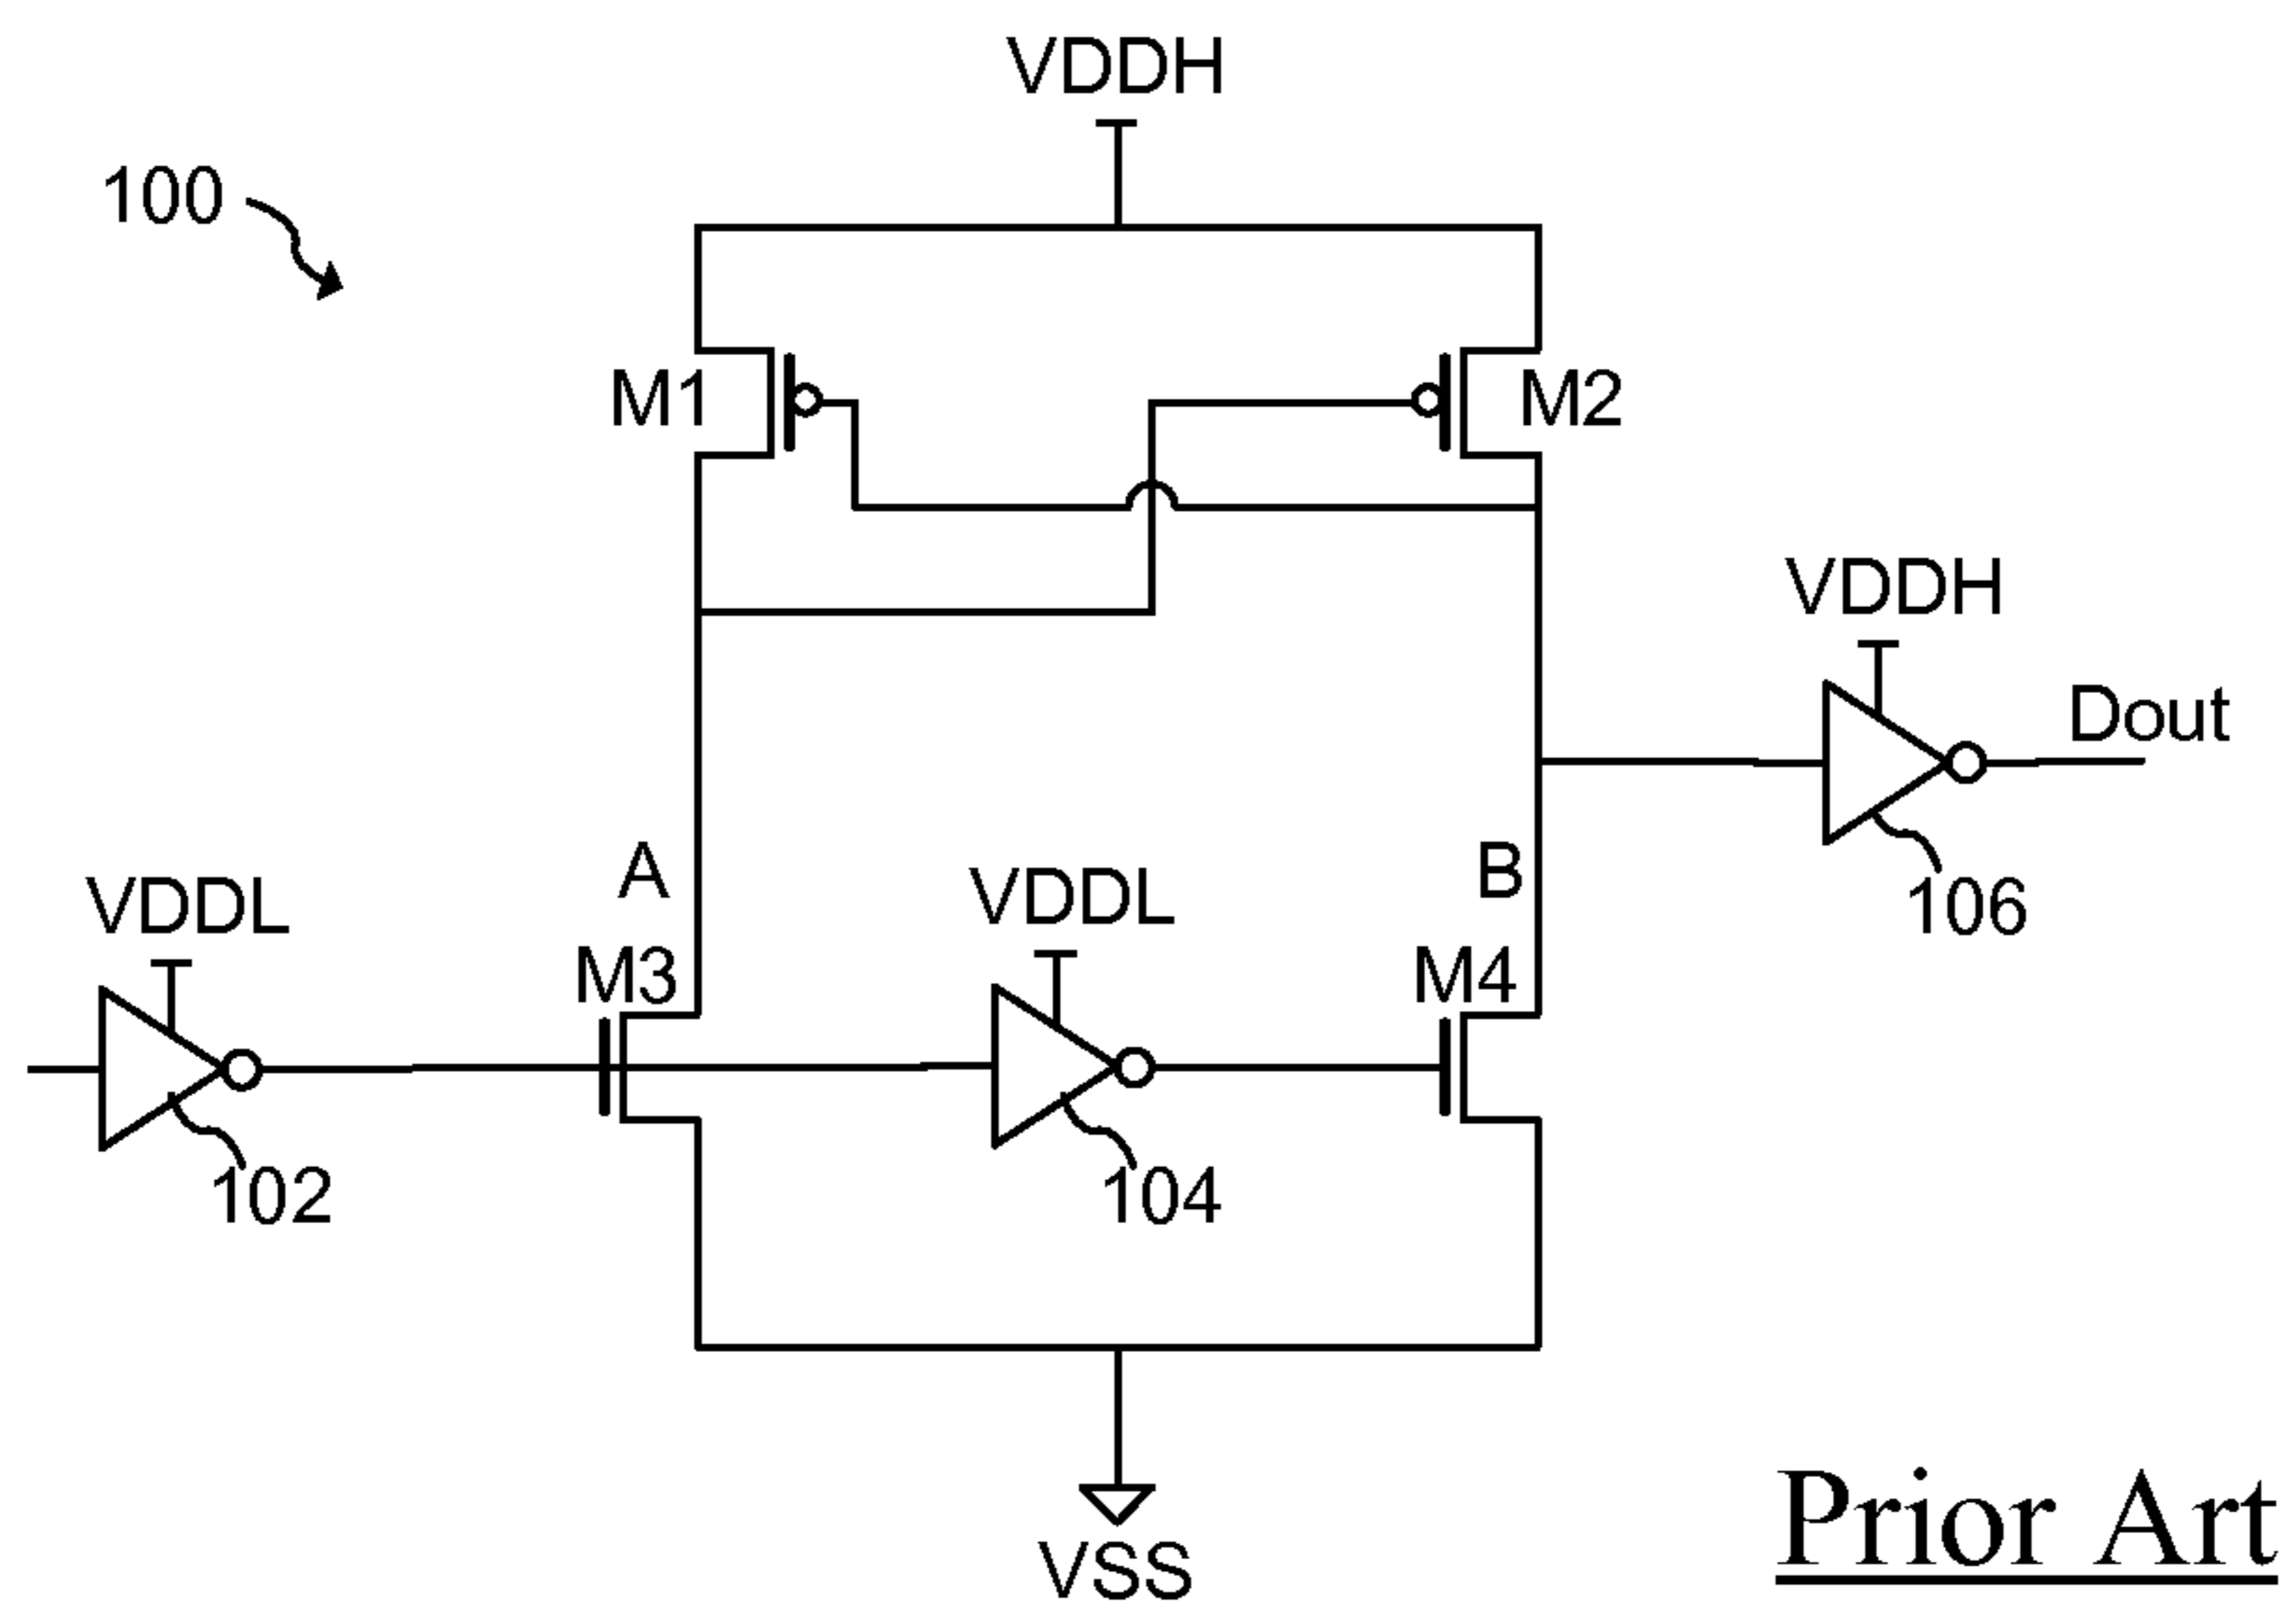 VDDH
100
M1
M2
VDDH
Dout
A
B
VDDL
VDDL
106
M3
M4
102
104
VSS
Prior Art